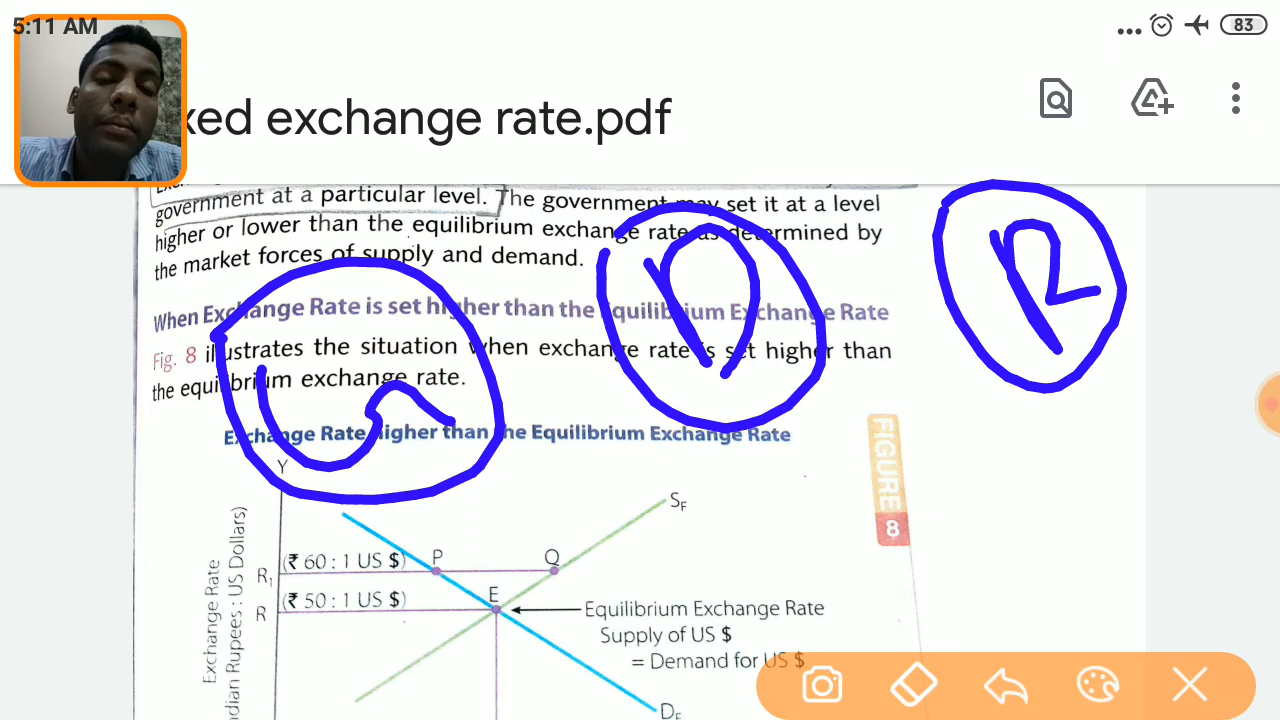 5:11 AM
83
xed exchange rate.pdf
government at a particular level. The government may set it at a level
higher or lower than the equilibrium exchange rate as determined by
the market forces of supply and demand.
When Exchange Rate is set higher than the Equilibrium Exchange Rate
Fig. 8 illustrates the situation when exchange rate is set higher than
the equilibrium exchange rate.
Exchange Rate higher than the Equilibrium Exchange Rate
FIGURE 8
D
R
Y
SF
(₹ 60 : 1 US $)
P
Q
R1
(₹ 50 : 1 US $)
E
R
Equilibrium Exchange Rate
Supply of US $
= Demand for US $
Exchange Rate
ndian Rupees : US Dollars)
DF